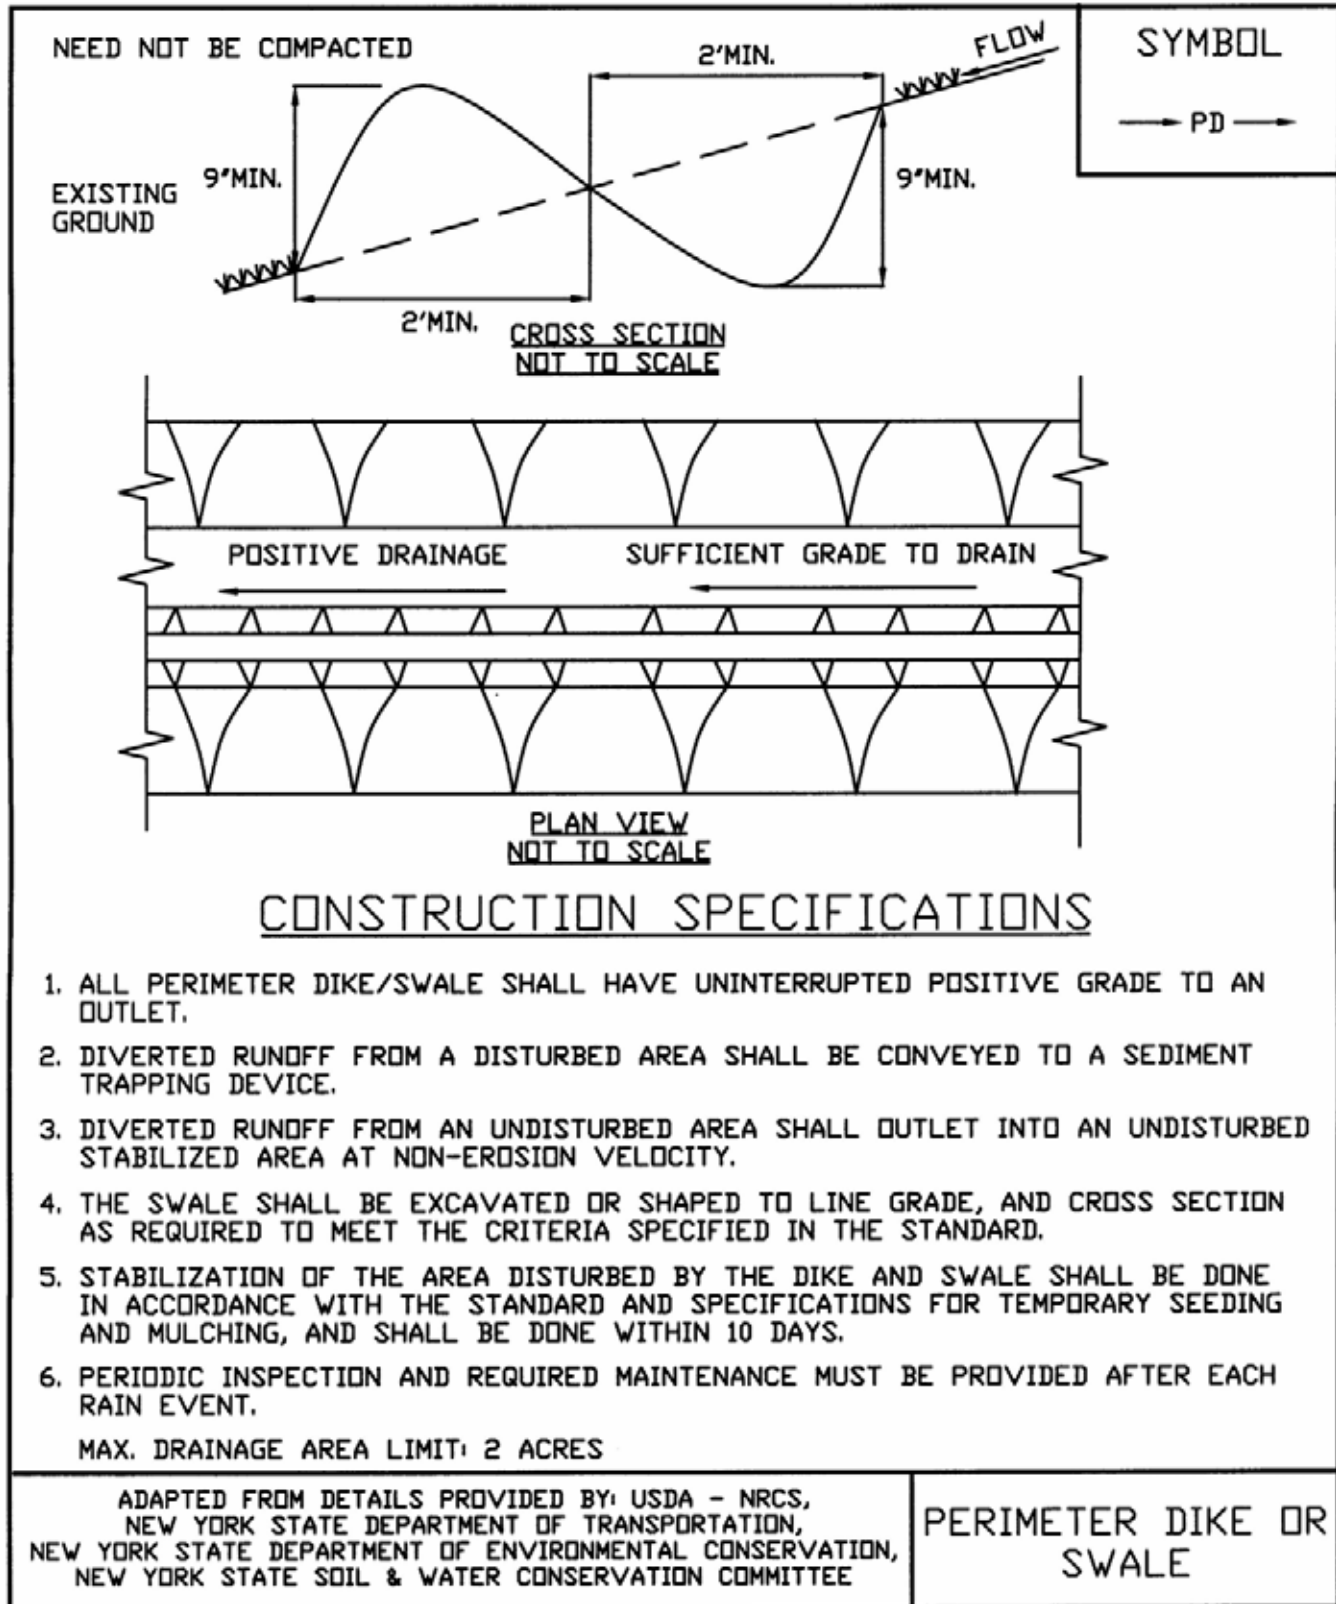 NEED NOT BE COMPACTED
2'MIN.
FLOW
SYMBOL
PD
EXISTING
GROUND
9"MIN.
9"MIN.
2'MIN.
CROSS SECTION
NOT TO SCALE
POSITIVE DRAINAGE
SUFFICIENT GRADE TO DRAIN
PLAN VIEW
NOT TO SCALE
CONSTRUCTION SPECIFICATIONS
1. ALL PERIMETER DIKE/SWALE SHALL HAVE UNINTERRUPTED POSITIVE GRADE TO AN
OUTLET.
2. DIVERTED RUNOFF FROM A DISTURBED AREA SHALL BE CONVEYED TO A SEDIMENT
TRAPPING DEVICE.
3. DIVERTED RUNOFF FROM AN UNDISTURBED AREA SHALL OUTLET INTO AN UNDISTURBED
STABILIZED AREA AT NON-EROSION VELOCITY.
4. THE SWALE SHALL BE EXCAVATED OR SHAPED TO LINE GRADE, AND CROSS SECTION
AS REQUIRED TO MEET THE CRITERIA SPECIFIED IN THE STANDARD.
5. STABILIZATION OF THE AREA DISTURBED BY THE DIKE AND SWALE SHALL BE DONE
IN ACCORDANCE WITH THE STANDARD AND SPECIFICATIONS FOR TEMPORARY SEEDING
AND MULCHING, AND SHALL BE DONE WITHIN 10 DAYS.
6. PERIODIC INSPECTION AND REQUIRED MAINTENANCE MUST BE PROVIDED AFTER EACH
RAIN EVENT.
MAX. DRAINAGE AREA LIMIT: 2 ACRES
ADAPTED FROM DETAILS PROVIDED BY: USDA - NRCS,
NEW YORK STATE DEPARTMENT OF TRANSPORTATION,
NEW YORK STATE DEPARTMENT OF ENVIRONMENTAL CONSERVATION,
NEW YORK STATE SOIL & WATER CONSERVATION COMMITTEE
PERIMETER DIKE OR
SWALE